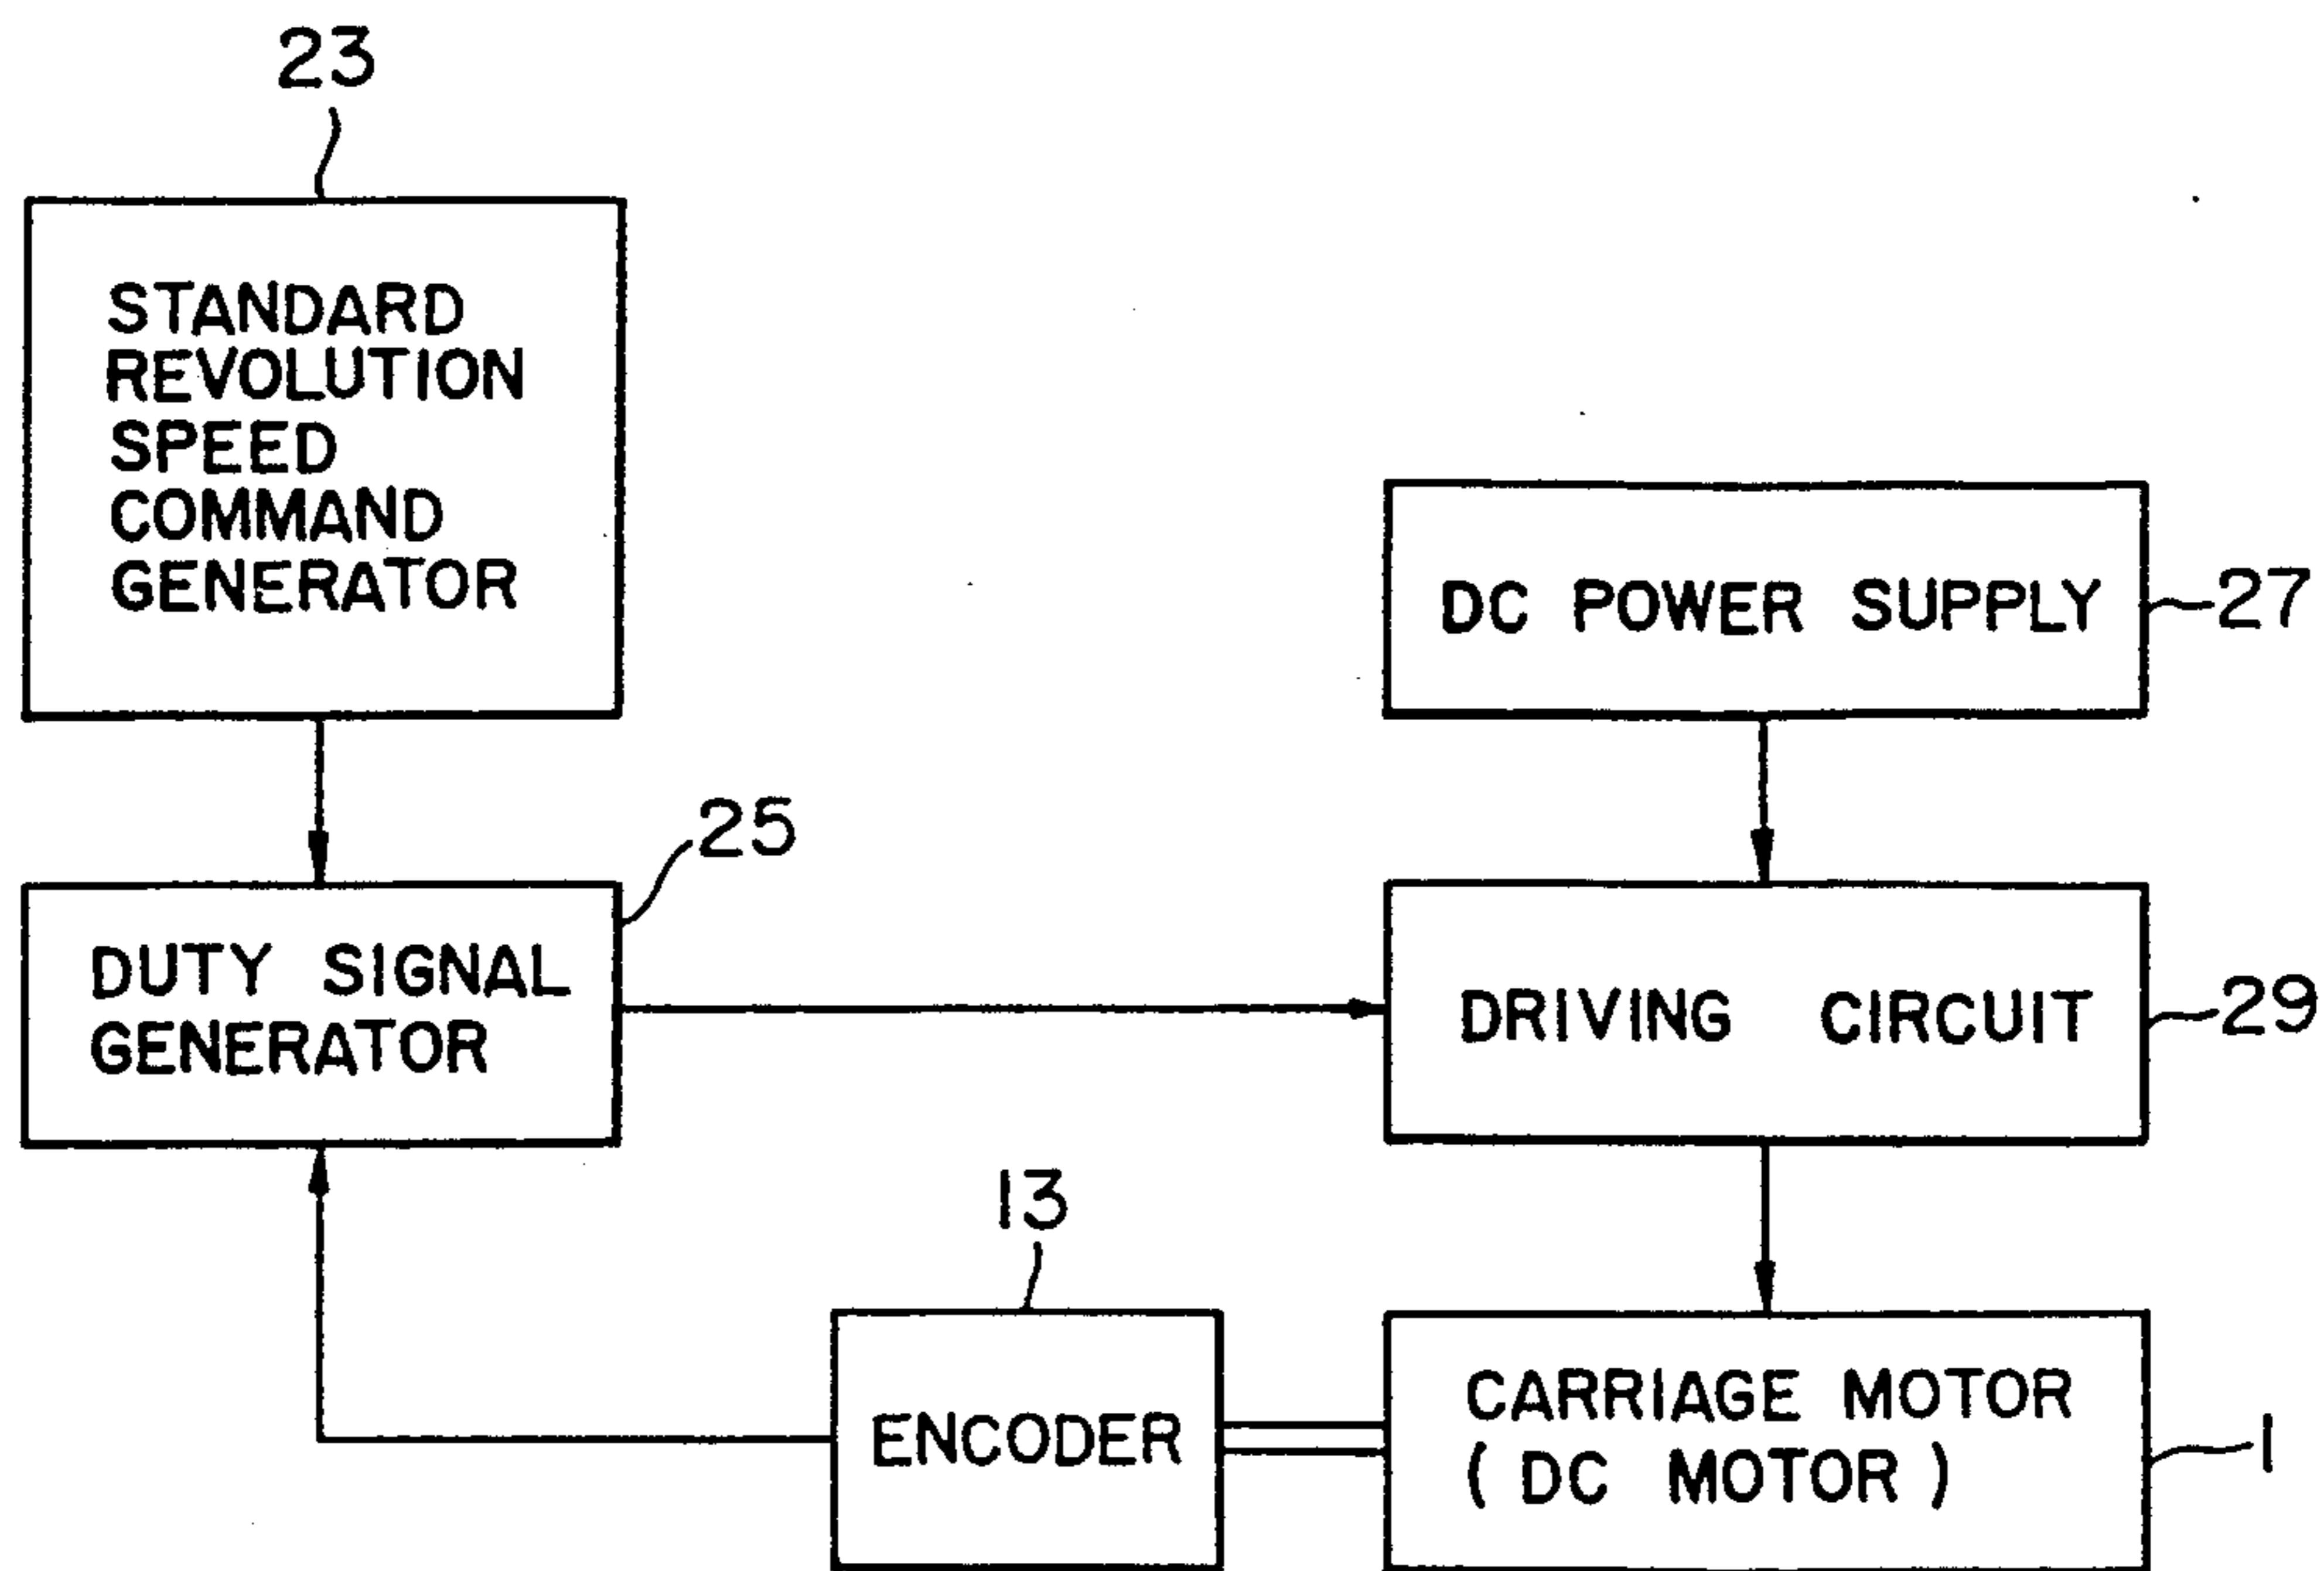 23
STANDARD
REVOLUTION
SPEED
COMMAND
GENERATOR
DC POWER SUPPLY
27
25
DUTY SIGNAL
GENERATOR
DRIVING CIRCUIT
29
13
ENCODER
CARRIAGE MOTOR
( DC MOTOR )
1